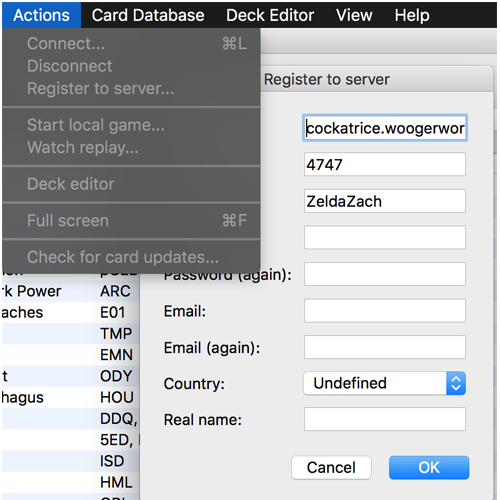 Actions Card Database Deck Editor View Help
Connect... ⌘L
Disconnect
Register to server...
Start local game...
Watch replay...
Deck editor
Full screen ⌘F
Check for card updates...
Register to server
cockatrice.woogerwor
4747
ZeldaZach
Password (again):
Email:
Email (again):
Country: Undefined
Real name:
Cancel OK
rk Power ARC
aches E01
TMP
EMN
t ODY
hagus HOU
DDQ,
5ED,
ISD
HML